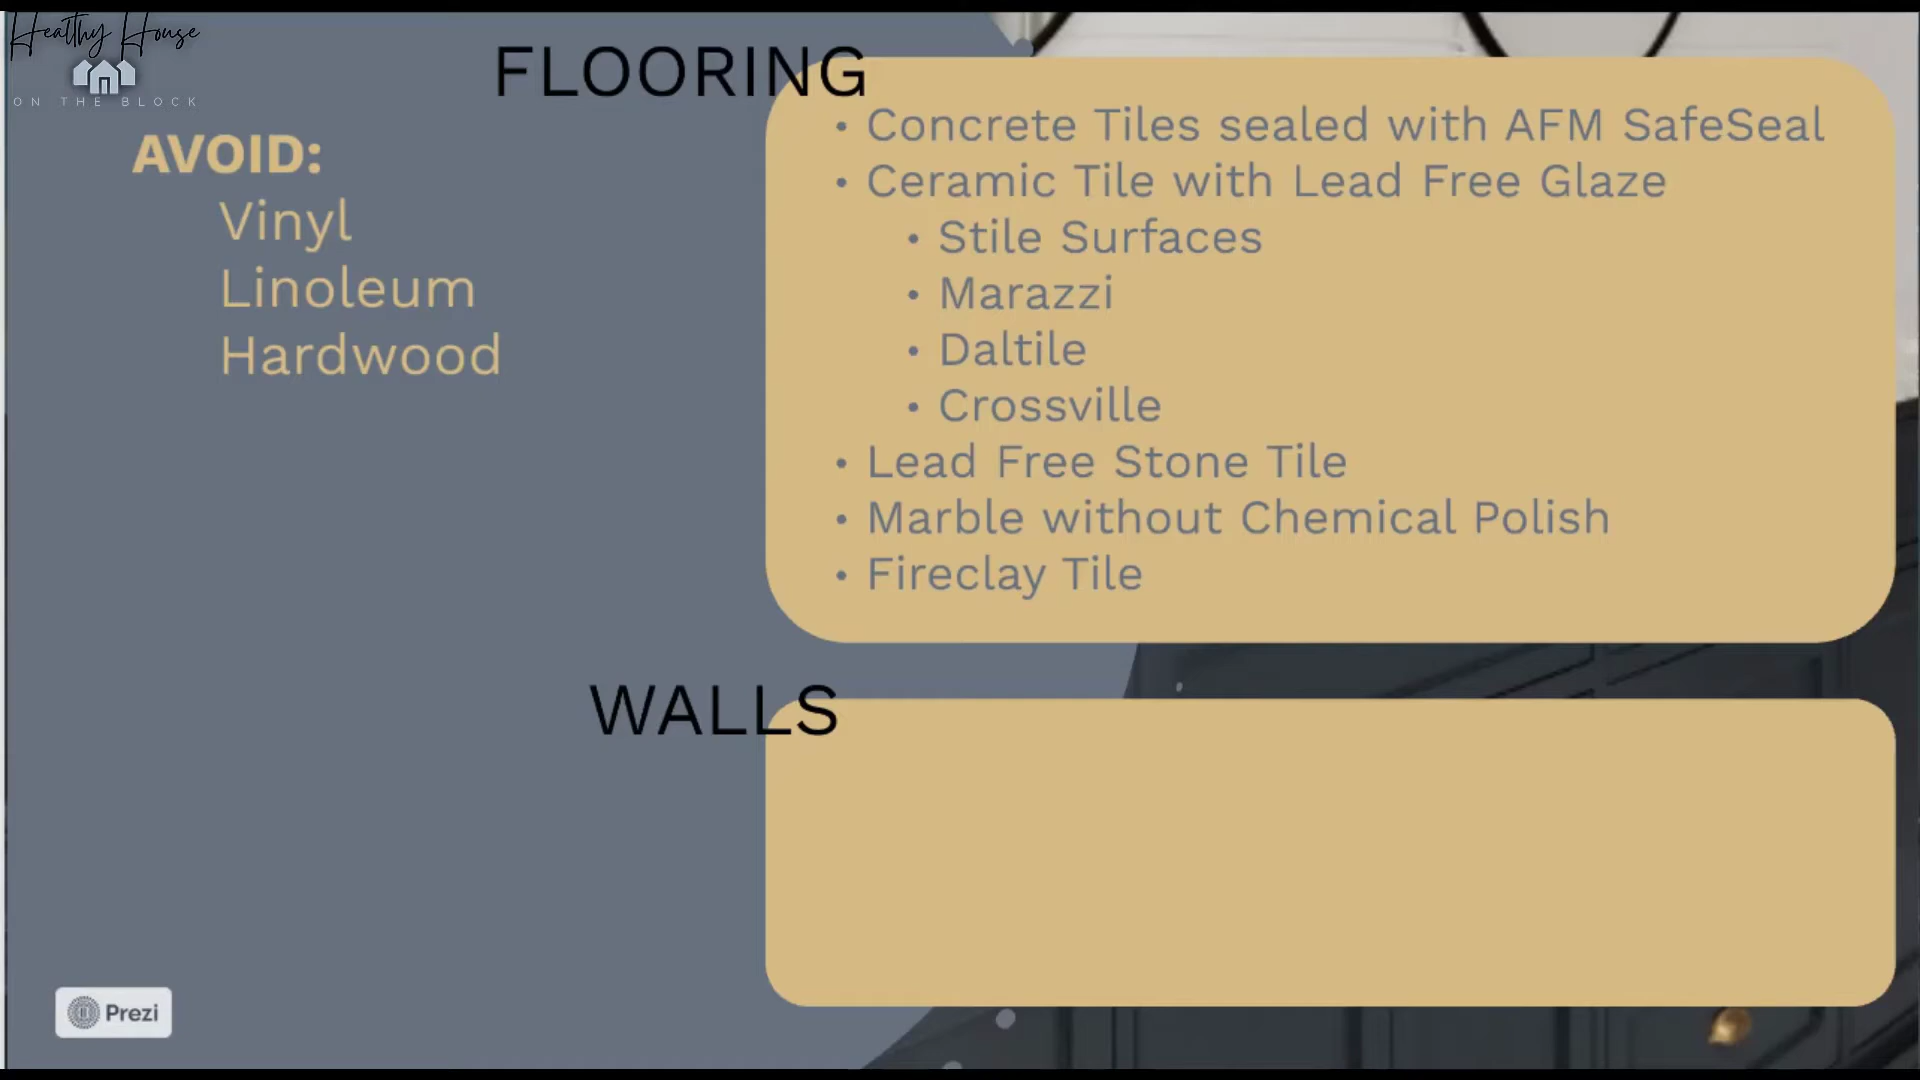 Healthy House
ON THE BLOCK
FLOORING
AVOID:
Vinyl
Linoleum
Hardwood
• Concrete Tiles sealed with AFM SafeSeal
• Ceramic Tile with Lead Free Glaze
• Stile Surfaces
• Marazzi
• Daltile
• Crossville
• Lead Free Stone Tile
• Marble without Chemical Polish
• Fireclay Tile
WALLS
Prezi